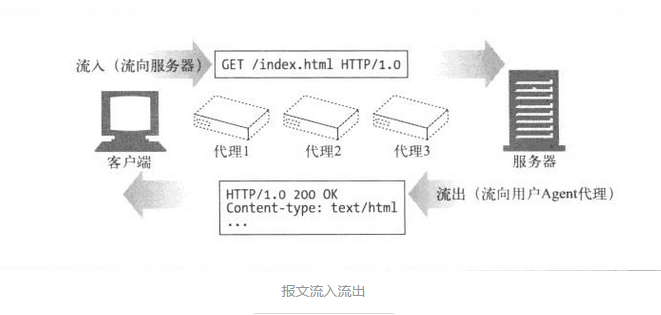 流入（流向服务器）
GET /index.html HTTP/1.0
客户端
代理1
代理2
代理3
服务器
HTTP/1.0 200 OK
Content-type: text/html
...
流出（流向用户Agent代理）
报文流入流出